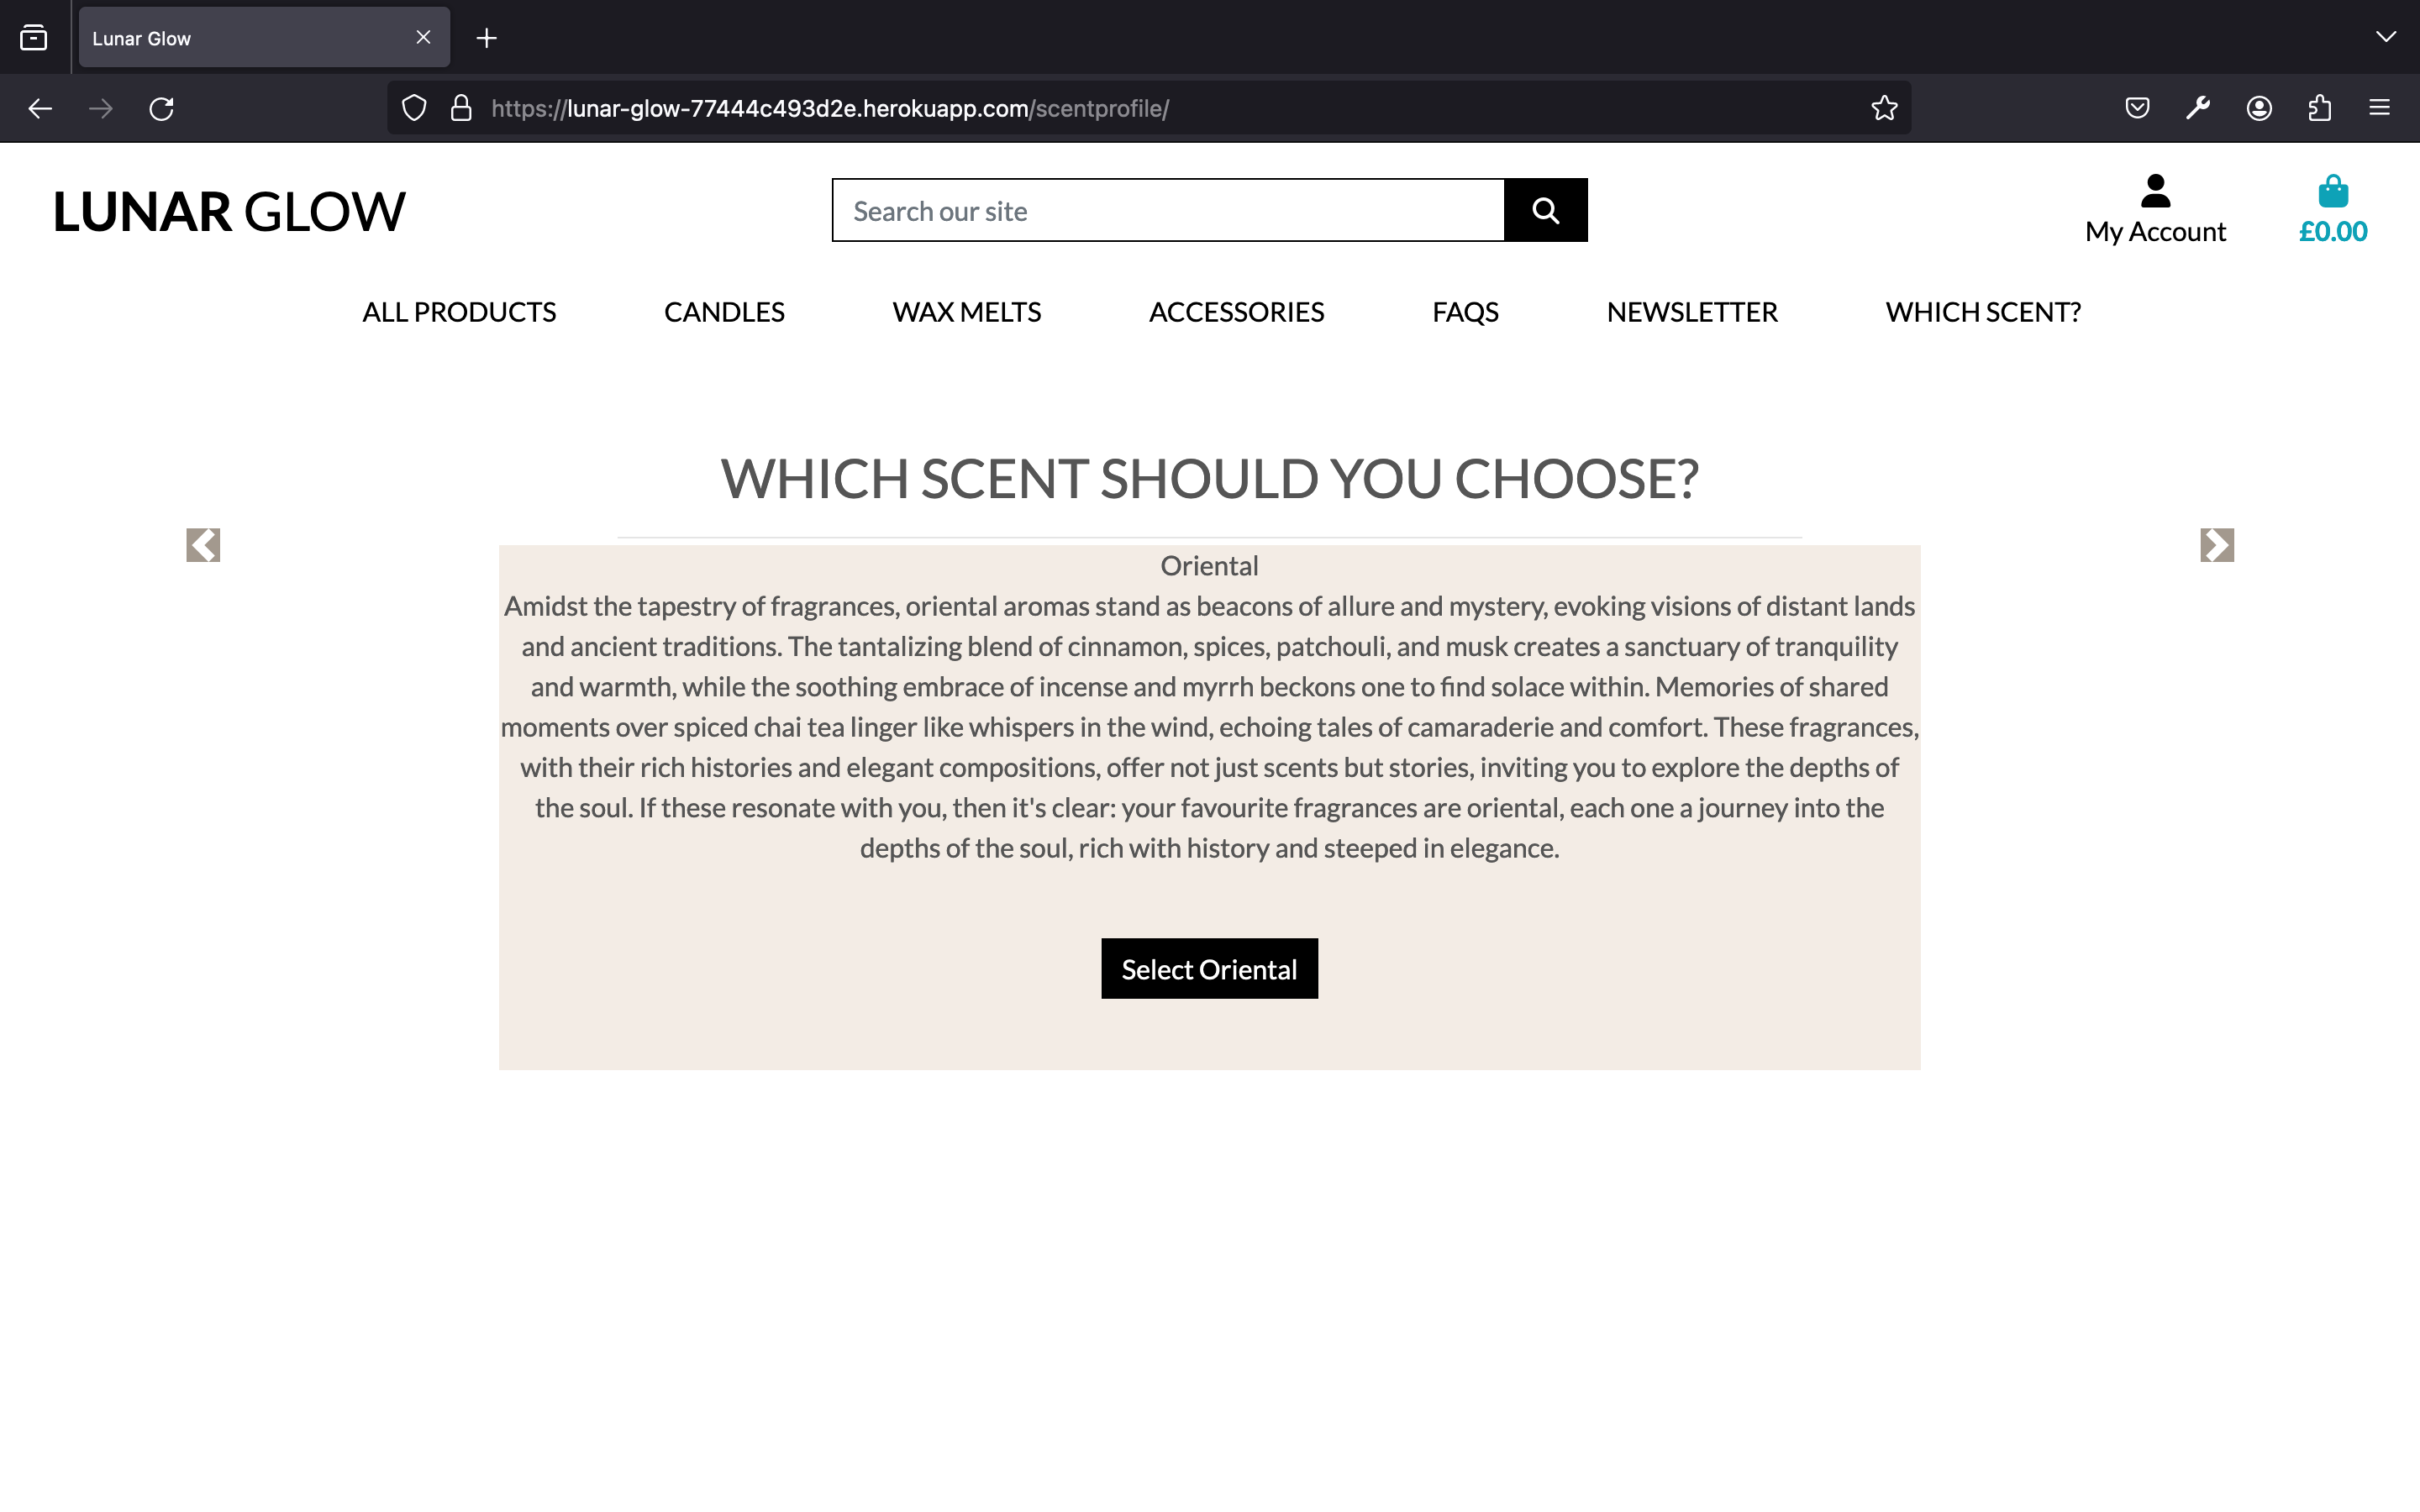 Lunar Glow
https://lunar-glow-77444c493d2e.herokuapp.com/scentprofile/
LUNAR GLOW
Search our site
My Account
£0.00
ALL PRODUCTS CANDLES WAX MELTS ACCESSORIES FAQS NEWSLETTER WHICH SCENT?
WHICH SCENT SHOULD YOU CHOOSE?
Oriental
Amidst the tapestry of fragrances, oriental aromas stand as beacons of allure and mystery, evoking visions of distant lands
and ancient traditions. The tantalizing blend of cinnamon, spices, patchouli, and musk creates a sanctuary of tranquility
and warmth, while the soothing embrace of incense and myrrh beckons one to find solace within. Memories of shared
moments over spiced chai tea linger like whispers in the wind, echoing tales of camaraderie and comfort. These fragrances,
with their rich histories and elegant compositions, offer not just scents but stories, inviting you to explore the depths of
the soul. If these resonate with you, then it's clear: your favourite fragrances are oriental, each one a journey into the
depths of the soul, rich with history and steeped in elegance.
Select Oriental